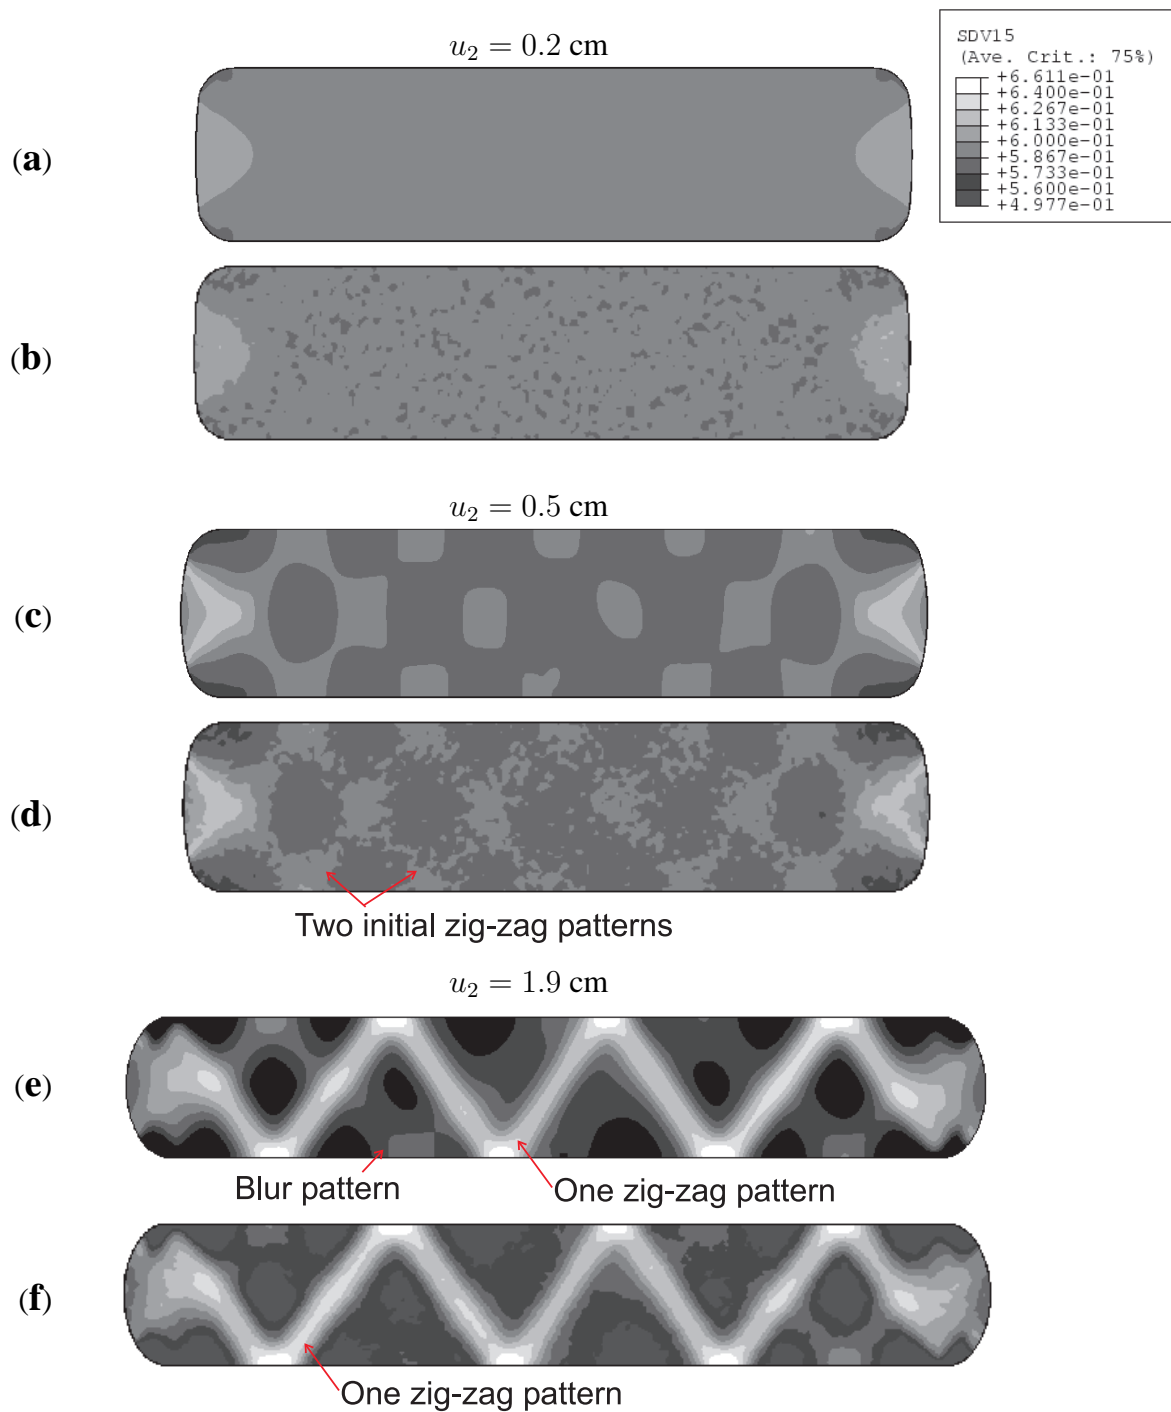 u₂ = 0.2 cm
SDV15
(Ave. Crit.: 75%)
+6.611e-01
+6.400e-01
+6.267e-01
+6.133e-01
+6.000e-01
+5.867e-01
+5.733e-01
+5.600e-01
+4.977e-01
(a)
(b)
u₂ = 0.5 cm
(c)
(d)
Two initial zig-zag patterns
u₂ = 1.9 cm
(e)
Blur pattern
One zig-zag pattern
(f)
One zig-zag pattern